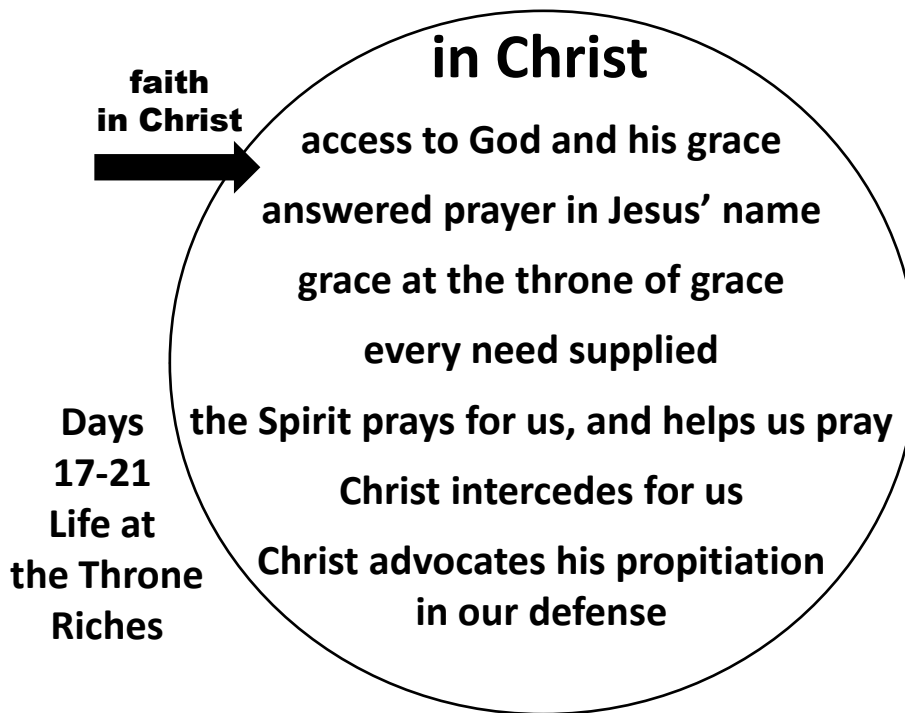 in Christ
faith
in Christ
access to God and his grace
answered prayer in Jesus’ name
grace at the throne of grace
every need supplied
the Spirit prays for us, and helps us pray
Christ intercedes for us
Christ advocates his propitiation
in our defense
Days
17-21
Life at
the Throne
Riches